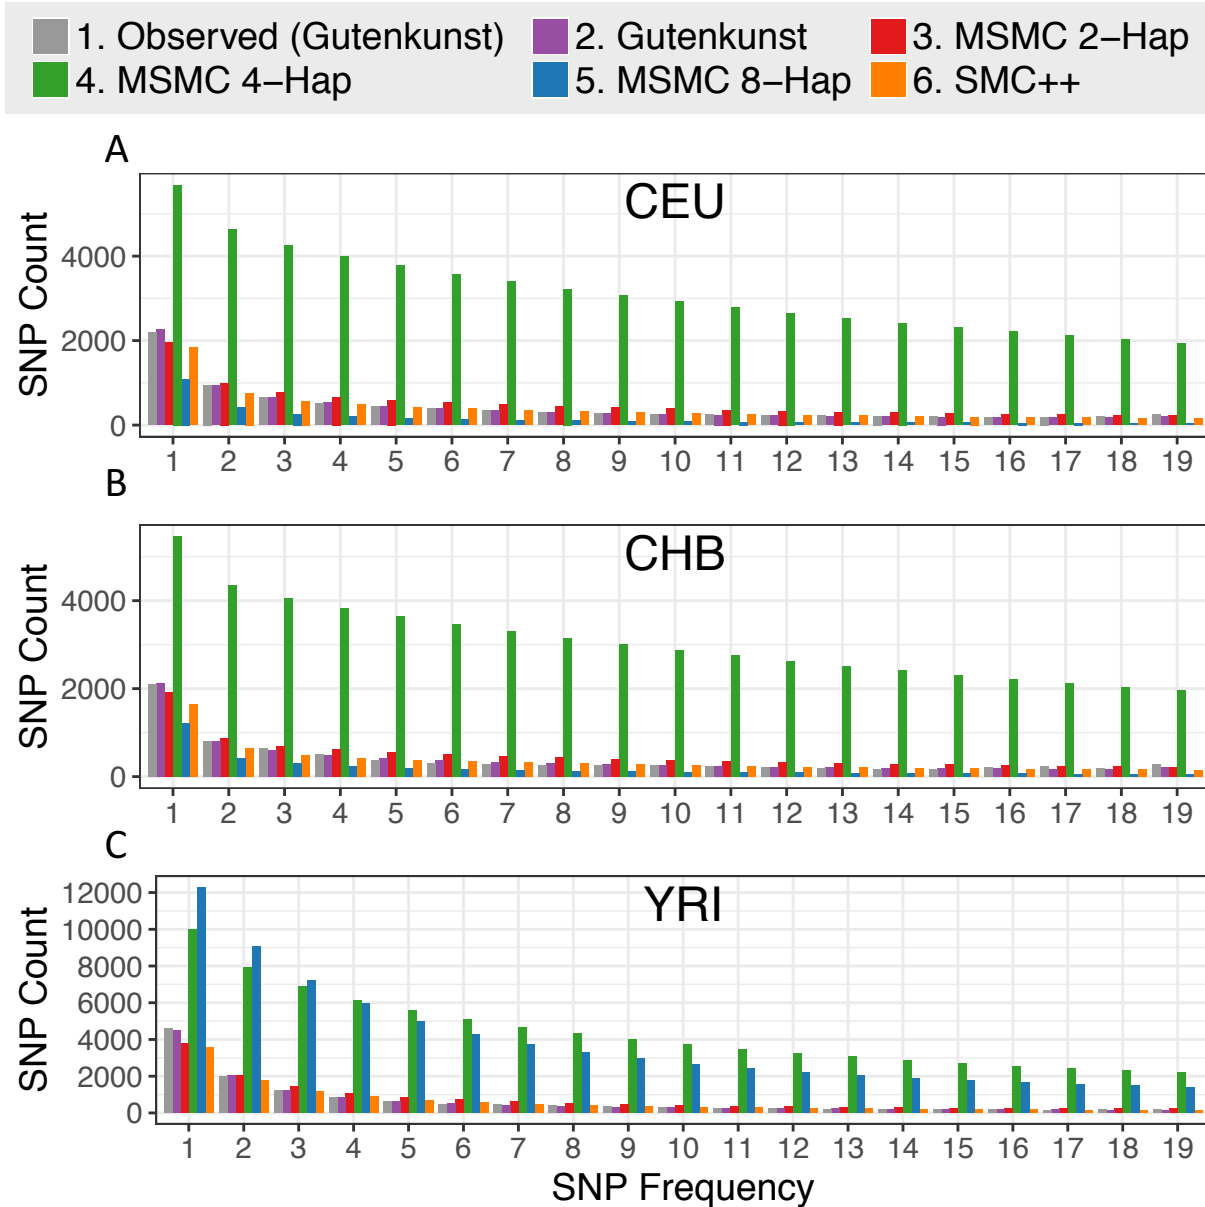 1. Observed (Gutenkunst) 2. Gutenkunst 3. MSMC 2−Hap
4. MSMC 4−Hap 5. MSMC 8−Hap 6. SMC++
A
CEU
SNP Count
4000
2000
0
1 2 3 4 5 6 7 8 9 10 11 12 13 14 15 16 17 18 19
B
CHB
SNP Count
4000
2000
0
1 2 3 4 5 6 7 8 9 10 11 12 13 14 15 16 17 18 19
C
YRI
SNP Count
12000
10000
8000
6000
4000
2000
0
1 2 3 4 5 6 7 8 9 10 11 12 13 14 15 16 17 18 19
SNP Frequency